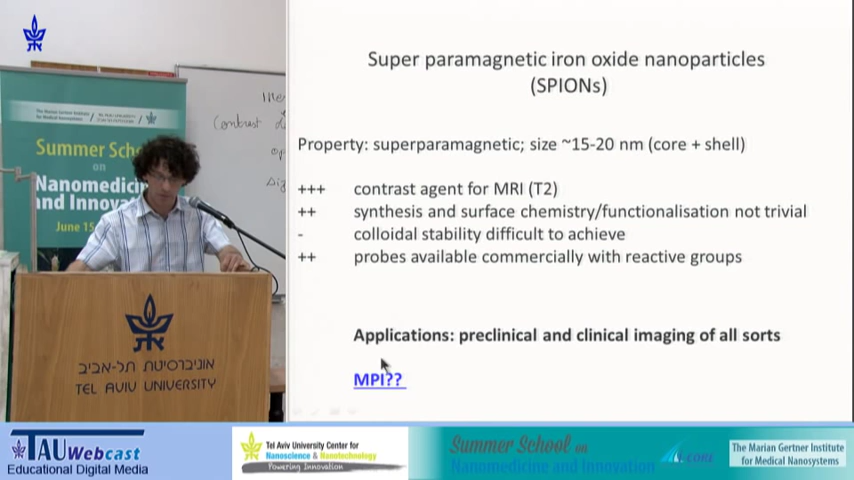 Super paramagnetic iron oxide nanoparticles
(SPIONs)
Property: superparamagnetic; size ~15-20 nm (core + shell)
+++ contrast agent for MRI (T2)
++ synthesis and surface chemistry/functionalisation not trivial
- colloidal stability difficult to achieve
++ probes available commercially with reactive groups
Applications: preclinical and clinical imaging of all sorts
MPI??
Summer Scho
on
Nanomedicin
and Innova
June 15
Contrast
אוניברסיטת תל-אביב
TEL AVIV UNIVERSITY
TAU Webcast
Educational Digital Media
Tel Aviv University Center for
Nanoscience & Nanotechnology
Powering Innovation
Summer School on
Nanomedicine and Innovation
The Marian Gertner Institute
for Medical Nanosystems